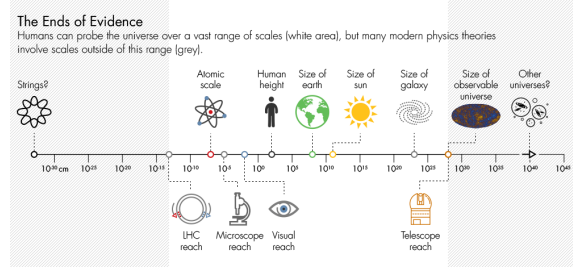 The Ends of Evidence
Humans can probe the universe over a vast range of scales (white area), but many modern physics theories
involve scales outside of this range (grey).
Strings?
Atomic
scale
Human
height
Size of
earth
Size of
sun
Size of
galaxy
Size of
observable
universe
Other
universes?
10⁻³⁰ cm 10⁻²⁵ 10⁻²⁰ 10⁻¹⁵ 10⁻¹⁰ 10⁻⁵ 10⁰ 10⁵ 10¹⁰ 10¹⁵ 10²⁰ 10²⁵ 10³⁰ 10³⁵ 10⁴⁰ 10⁴⁵
LHC
reach
Microscope
reach
Visual
reach
Telescope
reach